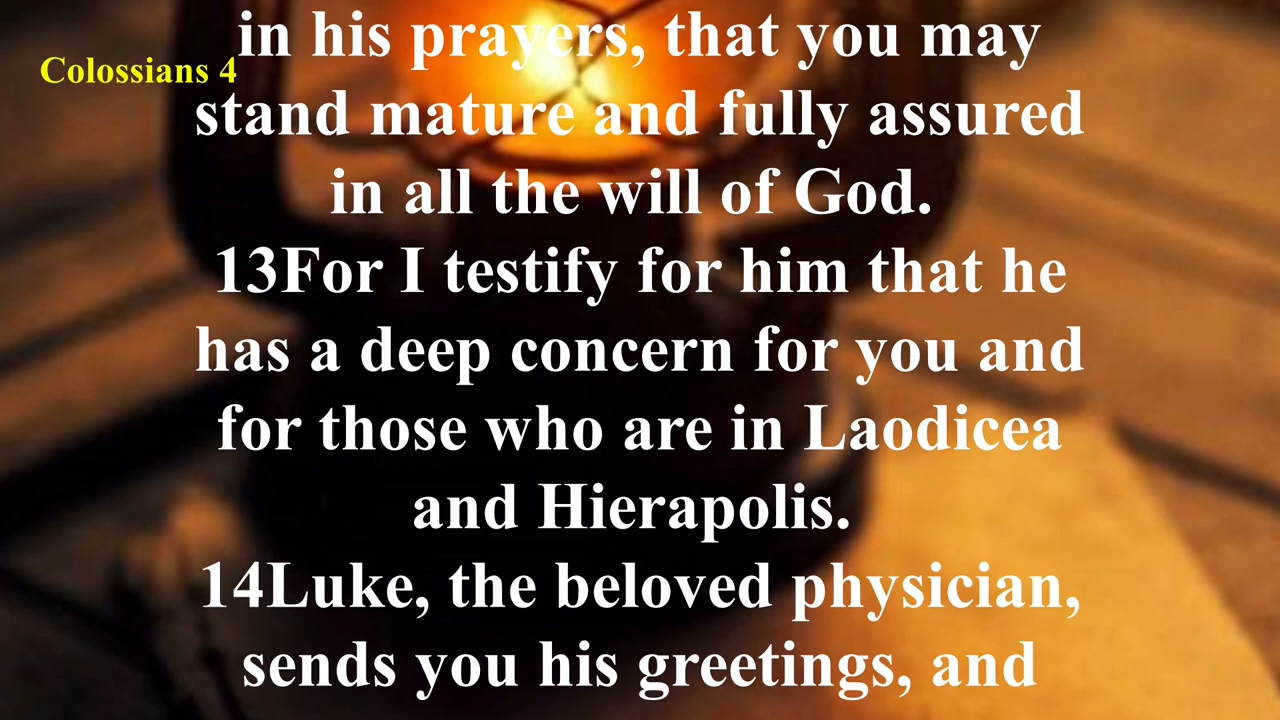 Colossians 4
in his prayers, that you may
stand mature and fully assured
in all the will of God.
13For I testify for him that he
has a deep concern for you and
for those who are in Laodicea
and Hierapolis.
14Luke, the beloved physician,
sends you his greetings, and